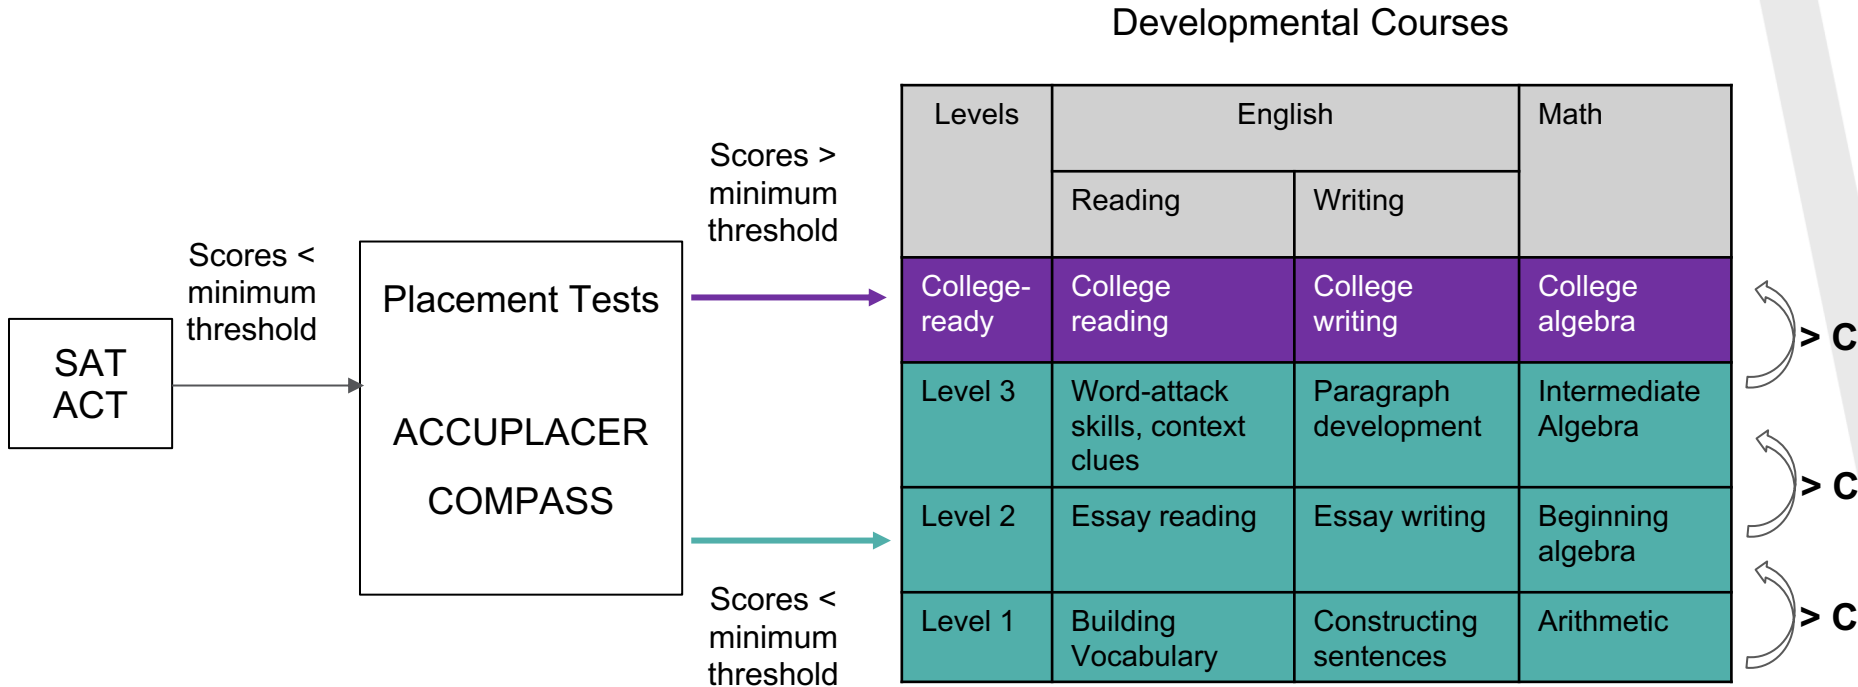 Developmental Courses
SAT
ACT
Scores <
minimum
threshold
Placement Tests
ACCUPLACER
COMPASS
Scores >
minimum
threshold
Scores <
minimum
threshold
Levels
English
Math
Reading
Writing
College-
ready
College
reading
College
writing
College
algebra
Level 3
Word-attack
skills, context
clues
Paragraph
development
Intermediate
Algebra
Level 2
Essay reading
Essay writing
Beginning
algebra
Level 1
Building
Vocabulary
Constructing
sentences
Arithmetic
> C
> C
> C